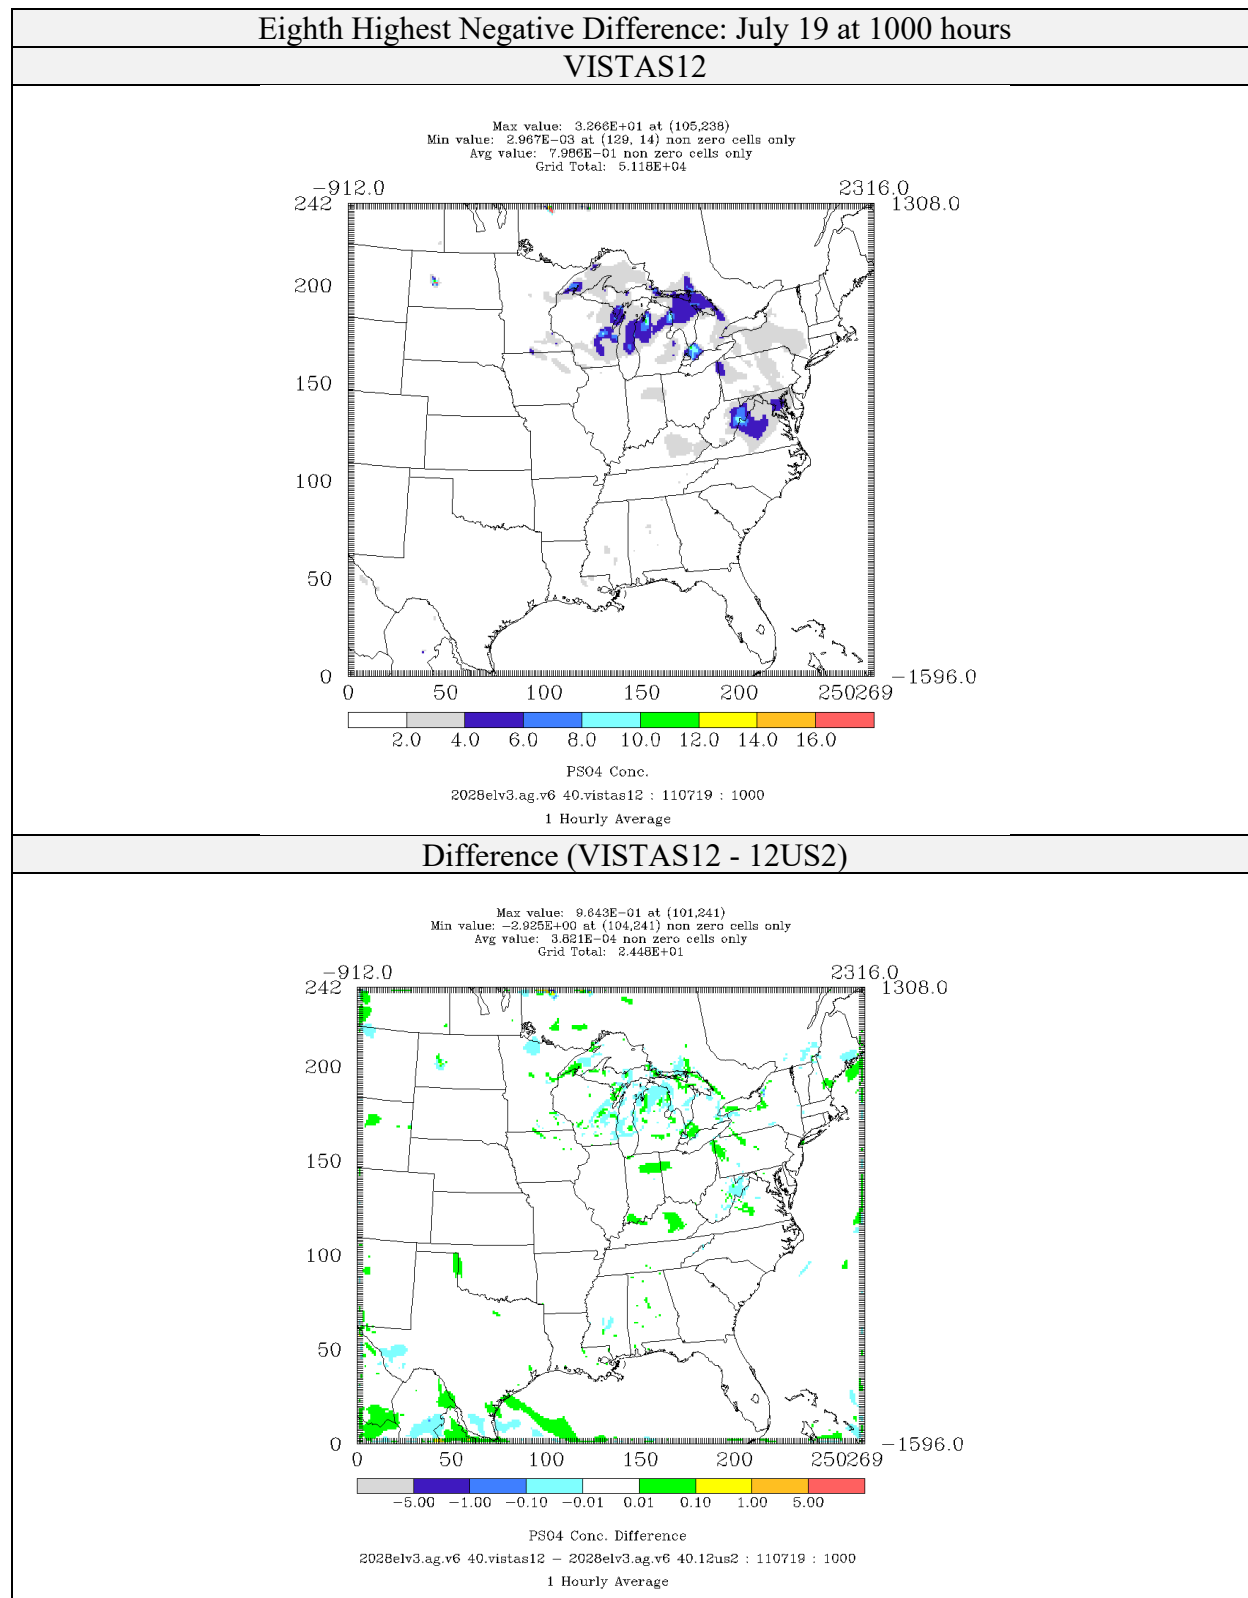 Eighth Highest Negative Difference: July 19 at 1000 hours
VISTAS12
Max value: 3.266E+01 at (105,238)
Min value: 2.967E-03 at (129, 14) non zero cells only
Avg value: 7.986E-01 non zero cells only
Grid Total: 5.118E+04
-912.0 2316.0
242 1308.0
200
150
100
50
0 -1596.0
0 50 100 150 200 250269
2.0 4.0 6.0 8.0 10.0 12.0 14.0 16.0
PSO4 Conc.
2028elv3.ag.v6 40.vistas12 : 110719 : 1000
1 Hourly Average
Difference (VISTAS12 - 12US2)
Max value: 9.643E-01 at (101,241)
Min value: -2.925E+00 at (104,241) non zero cells only
Avg value: 3.821E-04 non zero cells only
Grid Total: 2.448E+01
-912.0 2316.0
242 1308.0
200
150
100
50
0 -1596.0
0 50 100 150 200 250269
-5.00 -1.00 -0.10 -0.01 0.01 0.10 1.00 5.00
PSO4 Conc. Difference
2028elv3.ag.v6 40.vistas12 - 2028elv3.ag.v6 40.12us2 : 110719 : 1000
1 Hourly Average